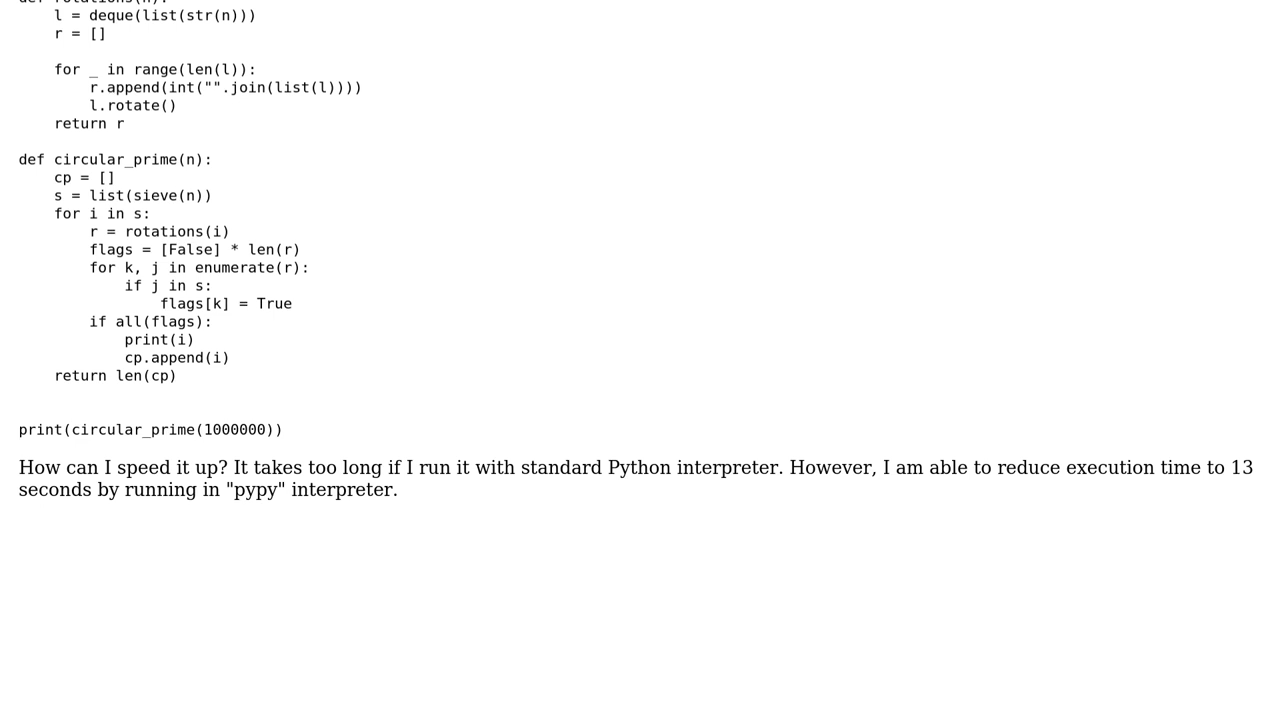 def rotations(n):
    l = deque(list(str(n)))
    r = []

    for _ in range(len(l)):
        r.append(int("".join(list(l))))
        l.rotate()
    return r

def circular_prime(n):
    cp = []
    s = list(sieve(n))
    for i in s:
        r = rotations(i)
        flags = [False] * len(r)
        for k, j in enumerate(r):
            if j in s:
                flags[k] = True
        if all(flags):
            print(i)
            cp.append(i)
    return len(cp)


print(circular_prime(1000000))
How can I speed it up? It takes too long if I run it with standard Python interpreter. However, I am able to reduce execution time to 13
seconds by running in "pypy" interpreter.